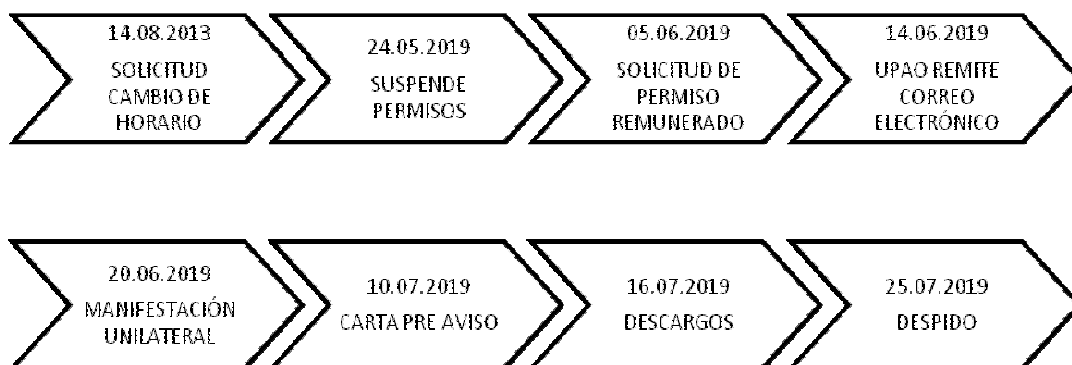 14.08.2013
SOLICITUD
CAMBIO DE
HORARIO
24.05.2019
SUSPENDE
PERMISOS
05.06.2019
SOLICITUD DE
PERMISO
REMUNERADO
14.06.2019
UPAO REMITE
CORREO
ELECTRÓNICO
20.06.2019
MANIFESTACIÓN
UNILATERAL
10.07.2019
CARTA PRE AVISO
16.07.2019
DESCARGOS
25.07.2019
DESPIDO